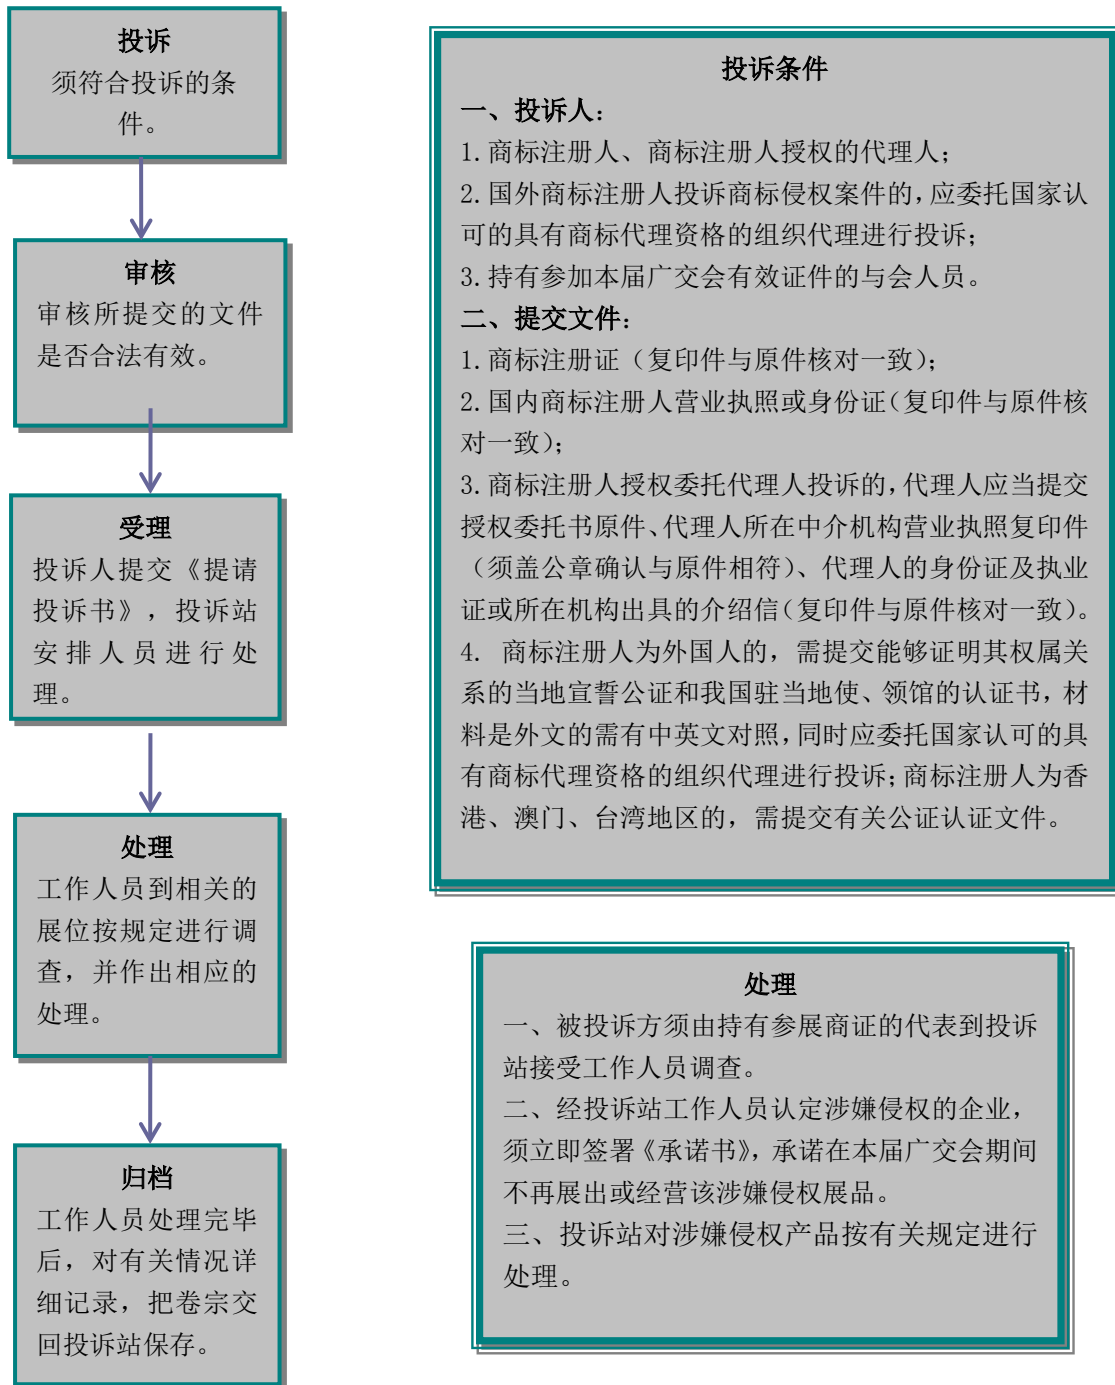 投诉
须符合投诉的条
件。
审核
审核所提交的文件
是否合法有效。
受理
投诉人提交《提请
投诉书》，投诉站
安排人员进行处
理。
处理
工作人员到相关的
展位按规定进行调
查，并作出相应的
处理。
归档
工作人员处理完毕
后，对有关情况详
细记录，把卷宗交
回投诉站保存。
投诉条件
一、投诉人：
1.商标注册人、商标注册人授权的代理人；
2.国外商标注册人投诉商标侵权案件的，应委托国家认
可的具有商标代理资格的组织代理进行投诉；
3.持有参加本届广交会有效证件的与会人员。
二、提交文件：
1.商标注册证（复印件与原件核对一致）；
2.国内商标注册人营业执照或身份证（复印件与原件核
对一致）；
3.商标注册人授权委托代理人投诉的，代理人应当提交
授权委托书原件、代理人所在中介机构营业执照复印件
（须盖公章确认与原件相符）、代理人的身份证及执业
证或所在机构出具的介绍信（复印件与原件核对一致）。
4. 商标注册人为外国人的，需提交能够证明其权属关
系的当地宣誓公证和我国驻当地使、领馆的认证书，材
料是外文的需有中英文对照，同时应委托国家认可的具
有商标代理资格的组织代理进行投诉；商标注册人为香
港、澳门、台湾地区的，需提交有关公证认证文件。
处理
一、被投诉方须由持有参展商证的代表到投诉
站接受工作人员调查。
二、经投诉站工作人员认定涉嫌侵权的企业，
须立即签署《承诺书》，承诺在本届广交会期间
不再展出或经营该涉嫌侵权展品。
三、投诉站对涉嫌侵权产品按有关规定进行
处理。